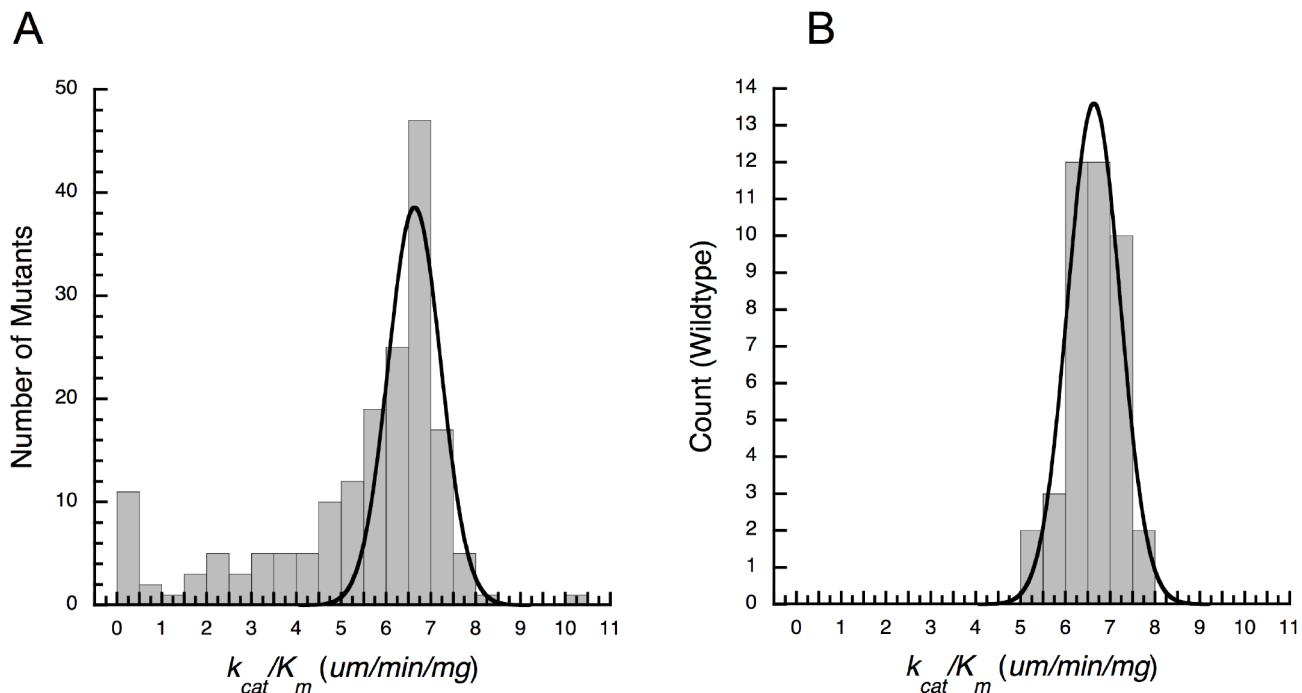 A
B
50
40
30
20
10
0
Number of Mutants
0 1 2 3 4 5 6 7 8 9 10 11
kcat/Km (um/min/mg)
14
13
12
11
10
9
8
7
6
5
4
3
2
1
0
Count (Wildtype)
0 1 2 3 4 5 6 7 8 9 10 11
kcat/Km (um/min/mg)